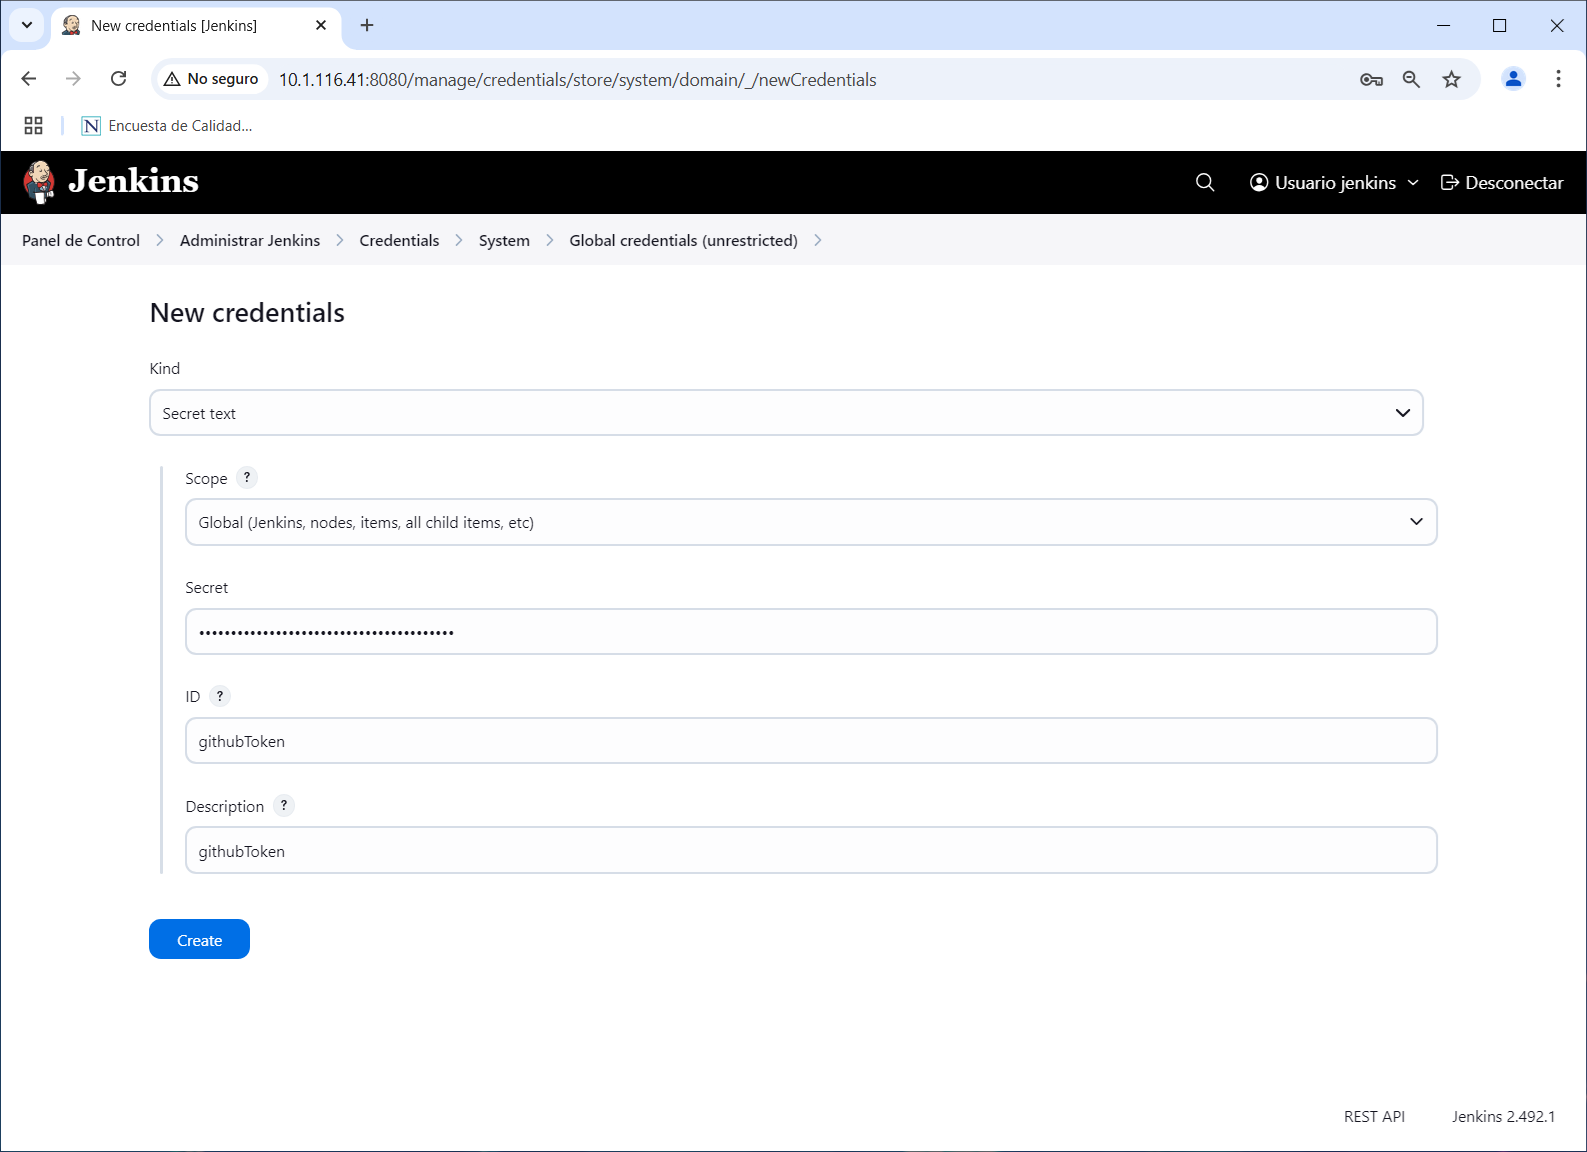 New credentials [Jenkins]
No seguro
10.1.116.41:8080/manage/credentials/store/system/domain/_/newCredentials
N Encuesta de Calidad...
Jenkins
Usuario jenkins
Desconectar
Panel de Control
Administrar Jenkins
Credentials
System
Global credentials (unrestricted)
New credentials
Kind
Secret text
Scope ?
Global (Jenkins, nodes, items, all child items, etc)
Secret
••••••••••••••••••••••••••••••••••••••••
ID ?
githubToken
Description ?
githubToken
Create
REST API
Jenkins 2.492.1